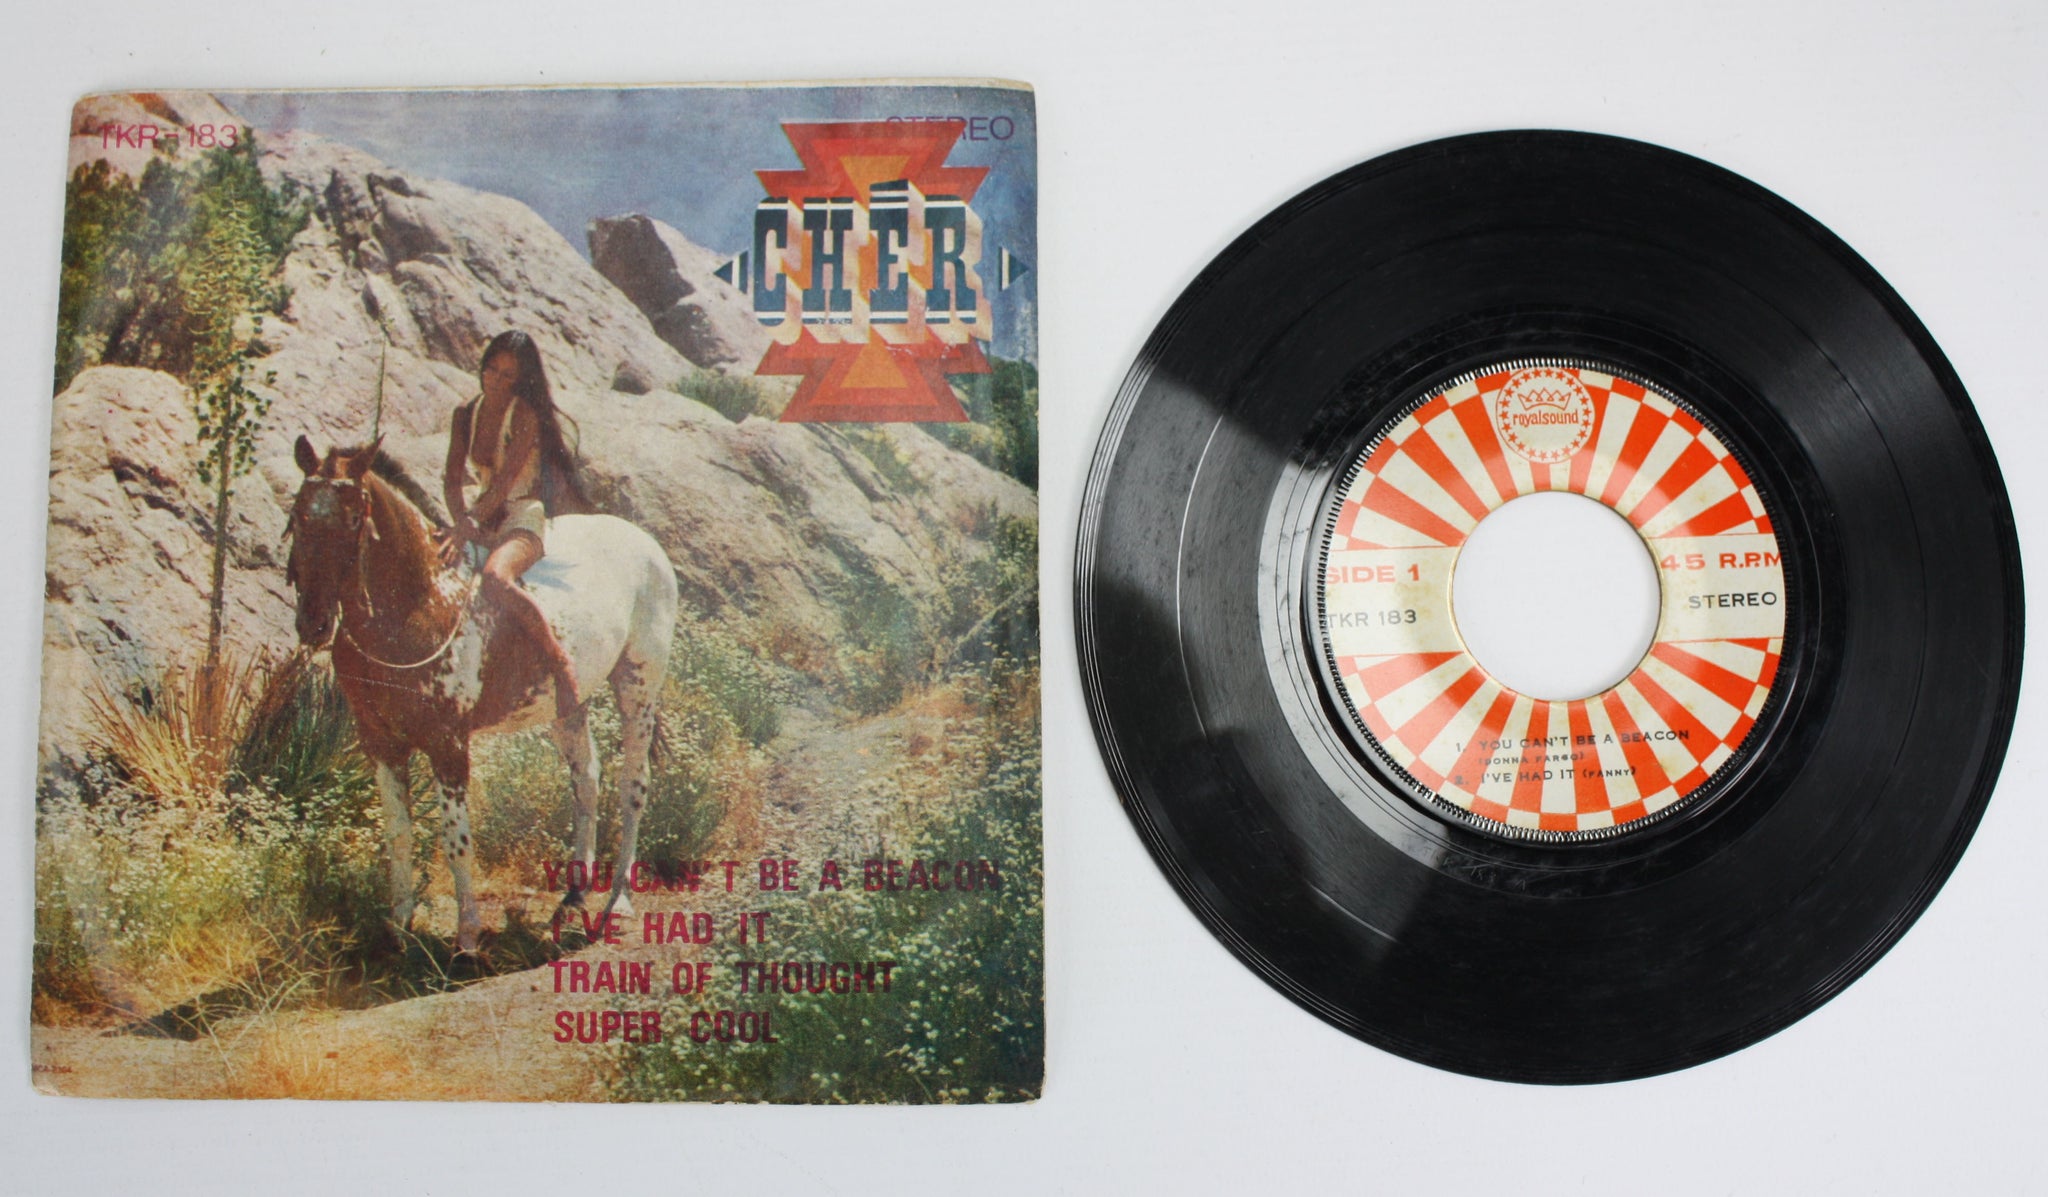 TKR-183
STEREO
CHER
YOU CAN'T BE A BEACON
I'VE HAD IT
TRAIN OF THOUGHT
SUPER COOL
royalsound
SIDE 1
45 R.P.M
TKR 183
STEREO
1. YOU CAN'T BE A BEACON
(DONNA FARGO)
2. I'VE HAD IT (FANNY)